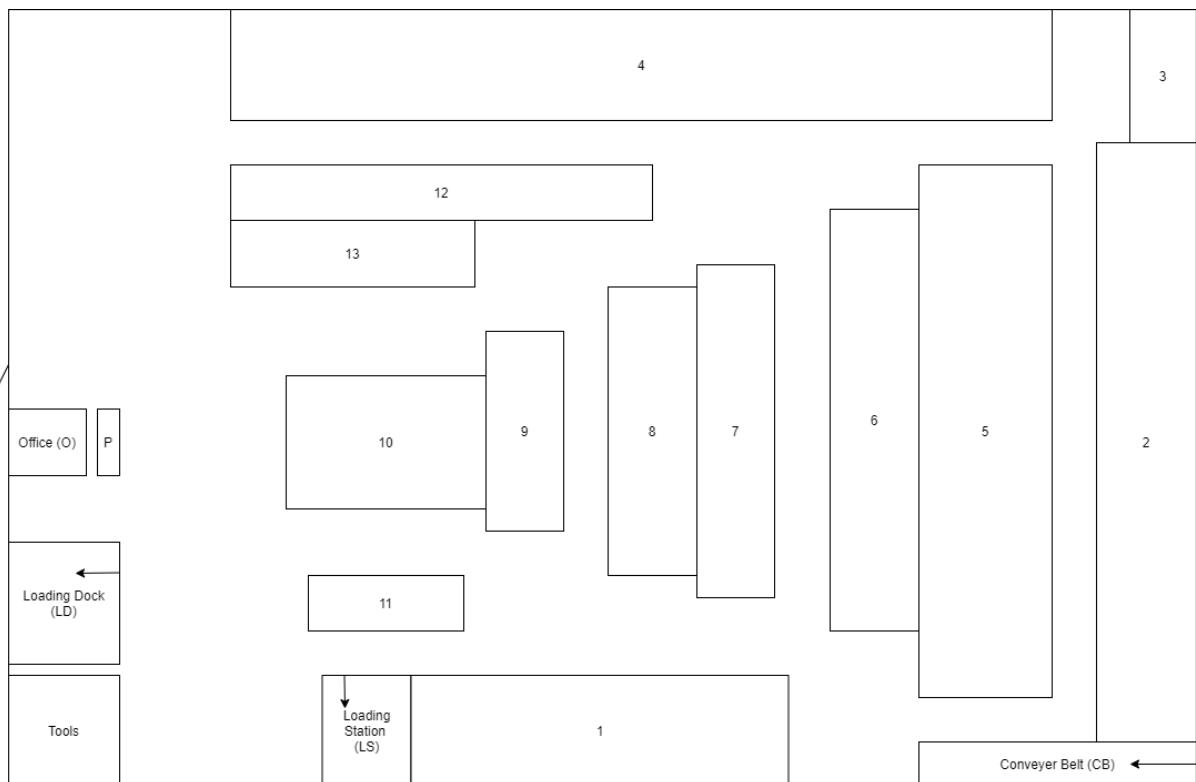 4
3
12
13
6
5
10
9
8
7
2
Office (O)
P
11
Loading Dock
(LD)
Tools
Loading
Station
(LS)
1
Conveyer Belt (CB)